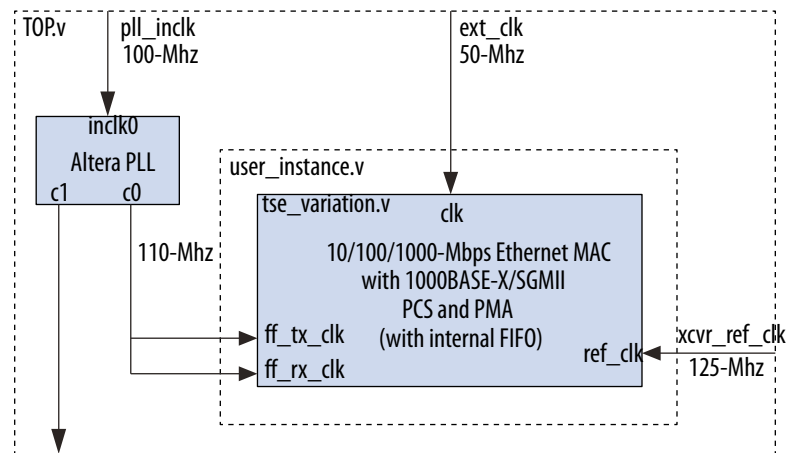 TOP.v
pll_inclk
100-Mhz
ext_clk
50-Mhz
inclk0
Altera PLL
c1 c0
user_instance.v
tse_variation.v
clk
110-Mhz
10/100/1000-Mbps Ethernet MAC
with 1000BASE-X/SGMII
PCS and PMA
(with internal FIFO)
ff_tx_clk
ff_rx_clk
ref_clk
xcvr_ref_clk
125-Mhz